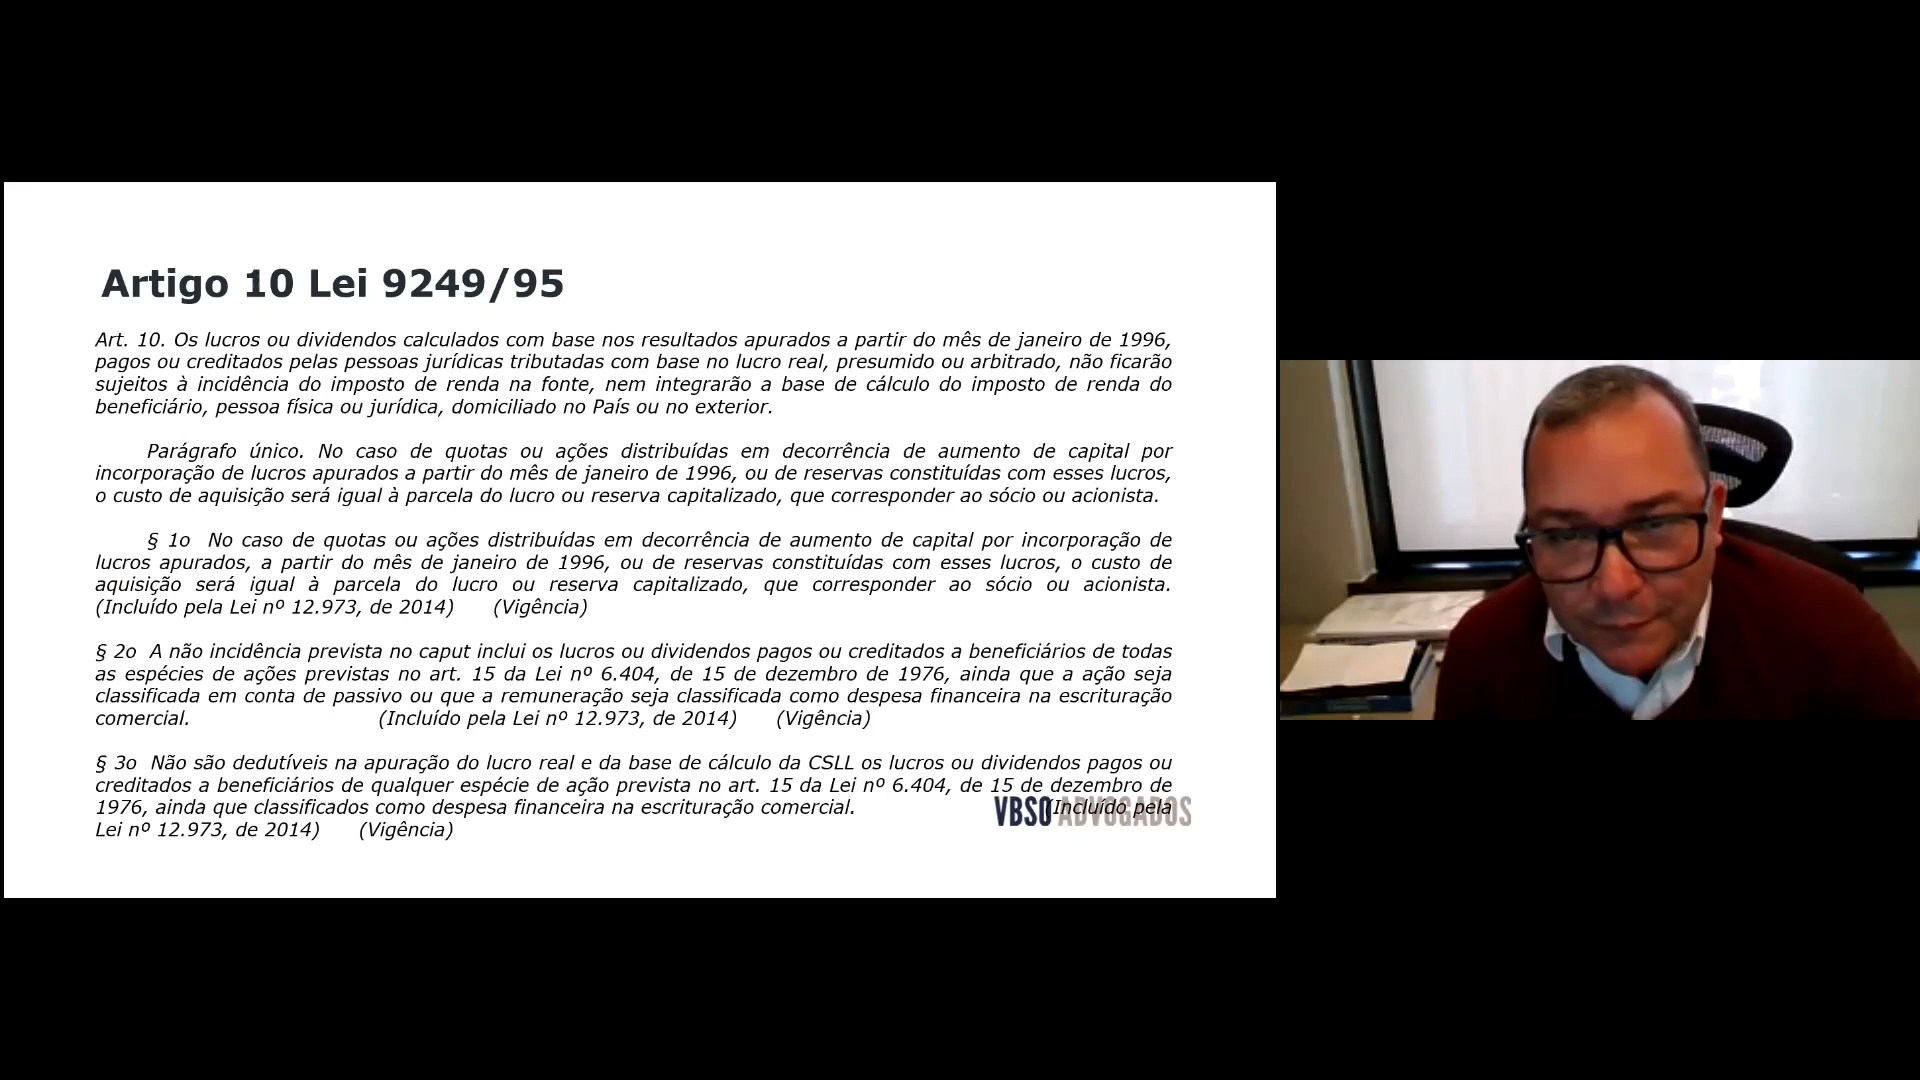 Artigo 10 Lei 9249/95
Art. 10. Os lucros ou dividendos calculados com base nos resultados apurados a partir do mês de janeiro de 1996,
pagos ou creditados pelas pessoas jurídicas tributadas com base no lucro real, presumido ou arbitrado, não ficarão
sujeitos à incidência do imposto de renda na fonte, nem integrarão a base de cálculo do imposto de renda do
beneficiário, pessoa física ou jurídica, domiciliado no País ou no exterior.
Parágrafo único. No caso de quotas ou ações distribuídas em decorrência de aumento de capital por
incorporação de lucros apurados a partir do mês de janeiro de 1996, ou de reservas constituídas com esses lucros,
o custo de aquisição será igual à parcela do lucro ou reserva capitalizado, que corresponder ao sócio ou acionista.
§ 1o No caso de quotas ou ações distribuídas em decorrência de aumento de capital por incorporação de
lucros apurados, a partir do mês de janeiro de 1996, ou de reservas constituídas com esses lucros, o custo de
aquisição será igual à parcela do lucro ou reserva capitalizado, que corresponder ao sócio ou acionista.
(Incluído pela Lei nº 12.973, de 2014) (Vigência)
§ 2o A não incidência prevista no caput inclui os lucros ou dividendos pagos ou creditados a beneficiários de todas
as espécies de ações previstas no art. 15 da Lei nº 6.404, de 15 de dezembro de 1976, ainda que a ação seja
classificada em conta de passivo ou que a remuneração seja classificada como despesa financeira na escrituração
comercial. (Incluído pela Lei nº 12.973, de 2014) (Vigência)
§ 3o Não são dedutíveis na apuração do lucro real e da base de cálculo da CSLL os lucros ou dividendos pagos ou
creditados a beneficiários de qualquer espécie de ação prevista no art. 15 da Lei nº 6.404, de 15 de dezembro de
1976, ainda que classificados como despesa financeira na escrituração comercial. (Incluído pela
Lei nº 12.973, de 2014) (Vigência)
VBSO ADVOGADOS